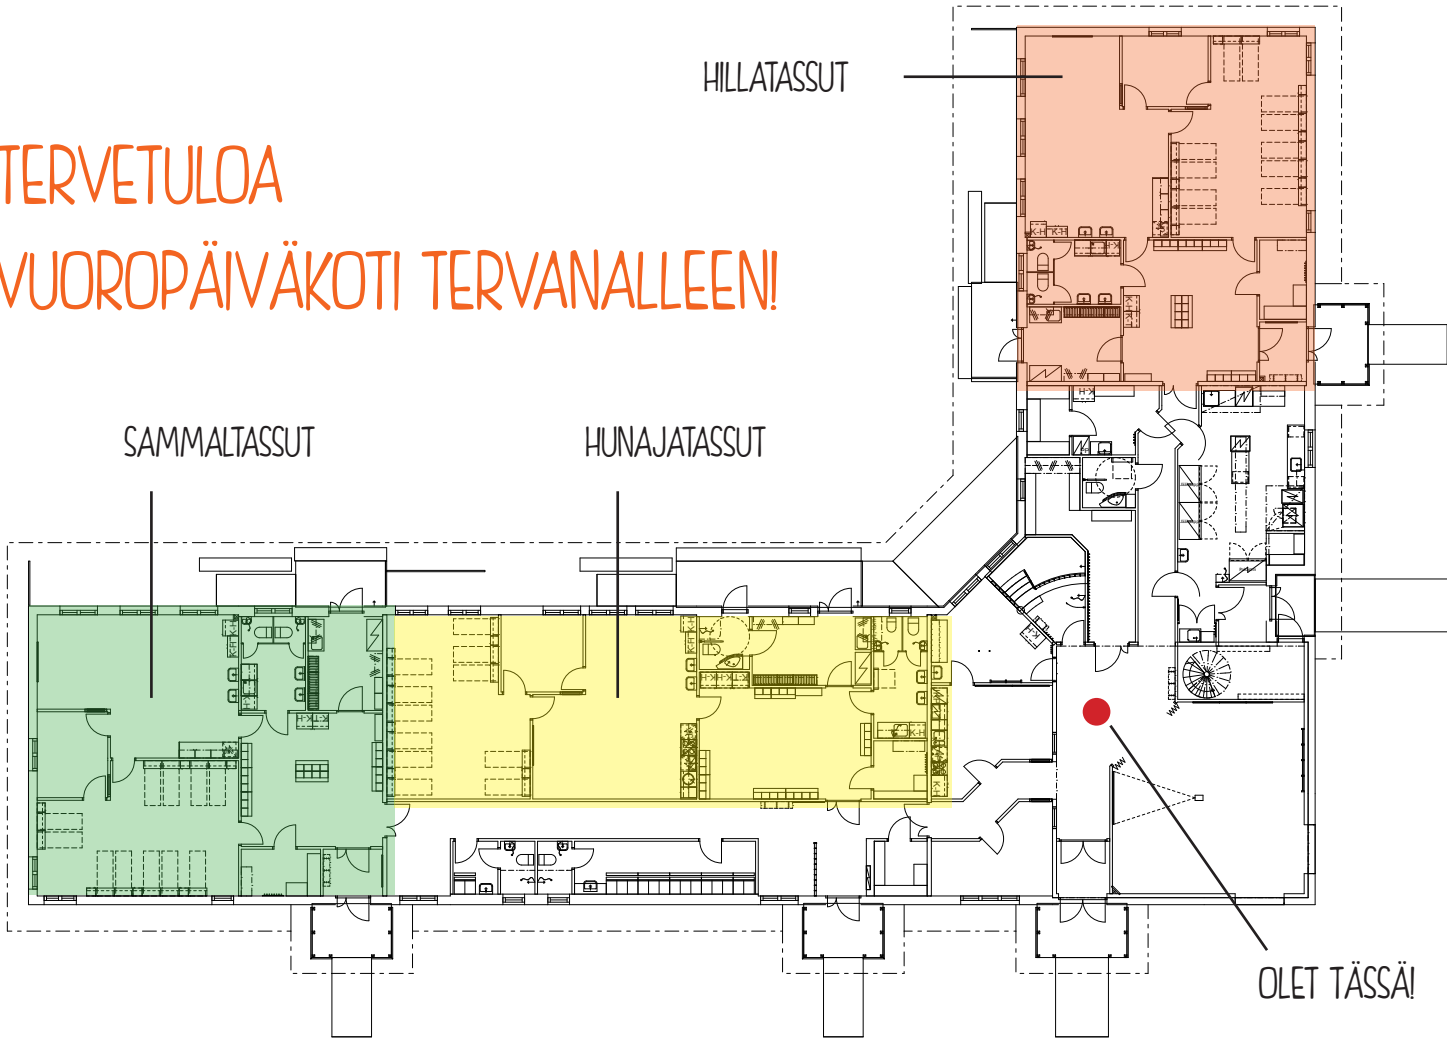 HILLATASSUT
TERVETULOA
VUOROPÄIVÄKOTI TERVANALLEEN!
SAMMALTASSUT
HUNAJATASSUT
OLET TÄSSÄ!